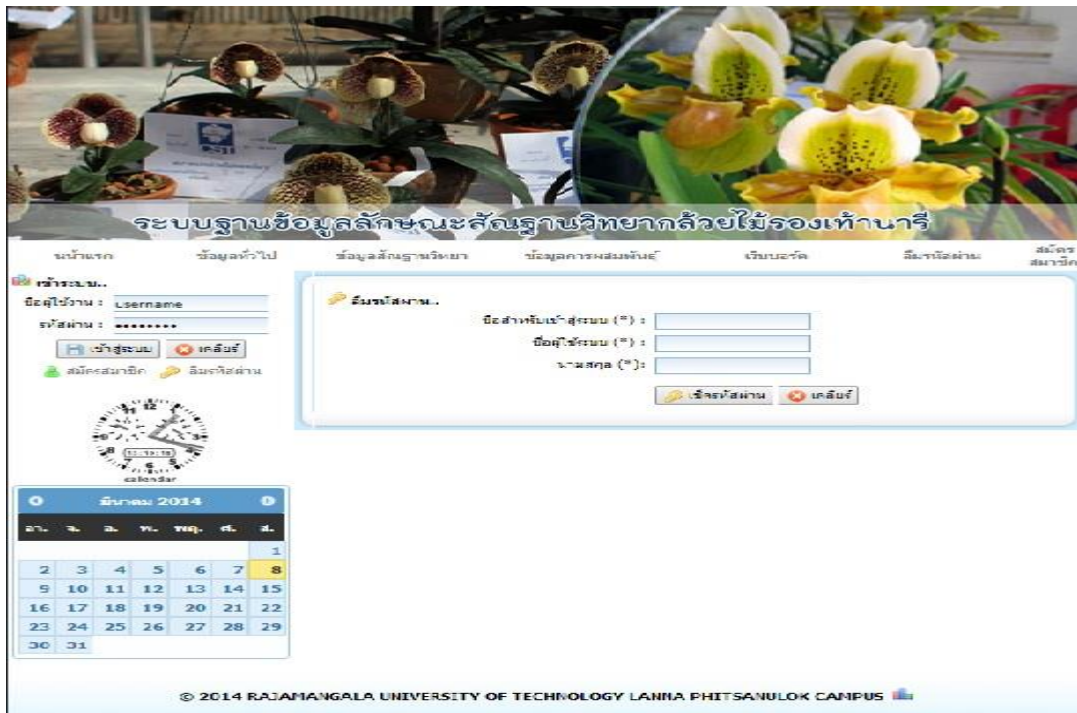 ระบบฐานข้อมูลลักษณะสัณฐานวิทยากล้วยไม้รองเท้านารี
หน้าแรก ข้อมูลทั่วไป ข้อมูลสัณฐานวิทยา ข้อมูลการผสมพันธุ์ เว็บบอร์ด ลืมรหัสผ่าน สมัครสมาชิก
เข้าระบบ..
ชื่อผู้ใช้งาน : username
รหัสผ่าน : ••••••••
เข้าสู่ระบบ เคลียร์
สมัครสมาชิก ลืมรหัสผ่าน
ลืมรหัสผ่าน..
ชื่อสำหรับเข้าสู่ระบบ (*) :
ชื่อผู้ใช้ระบบ (*) :
นามสกุล (*):
เช็ครหัสผ่าน เคลียร์
11 12
8
7 6 5
calendar
มีนาคม 2014
อา. จ. อ. พ. พฤ. ศ. ส.
1
2 3 4 5 6 7 8
9 10 11 12 13 14 15
16 17 18 19 20 21 22
23 24 25 26 27 28 29
30 31
© 2014 RAJAMANGALA UNIVERSITY OF TECHNOLOGY LANNA PHITSANULOK CAMPUS